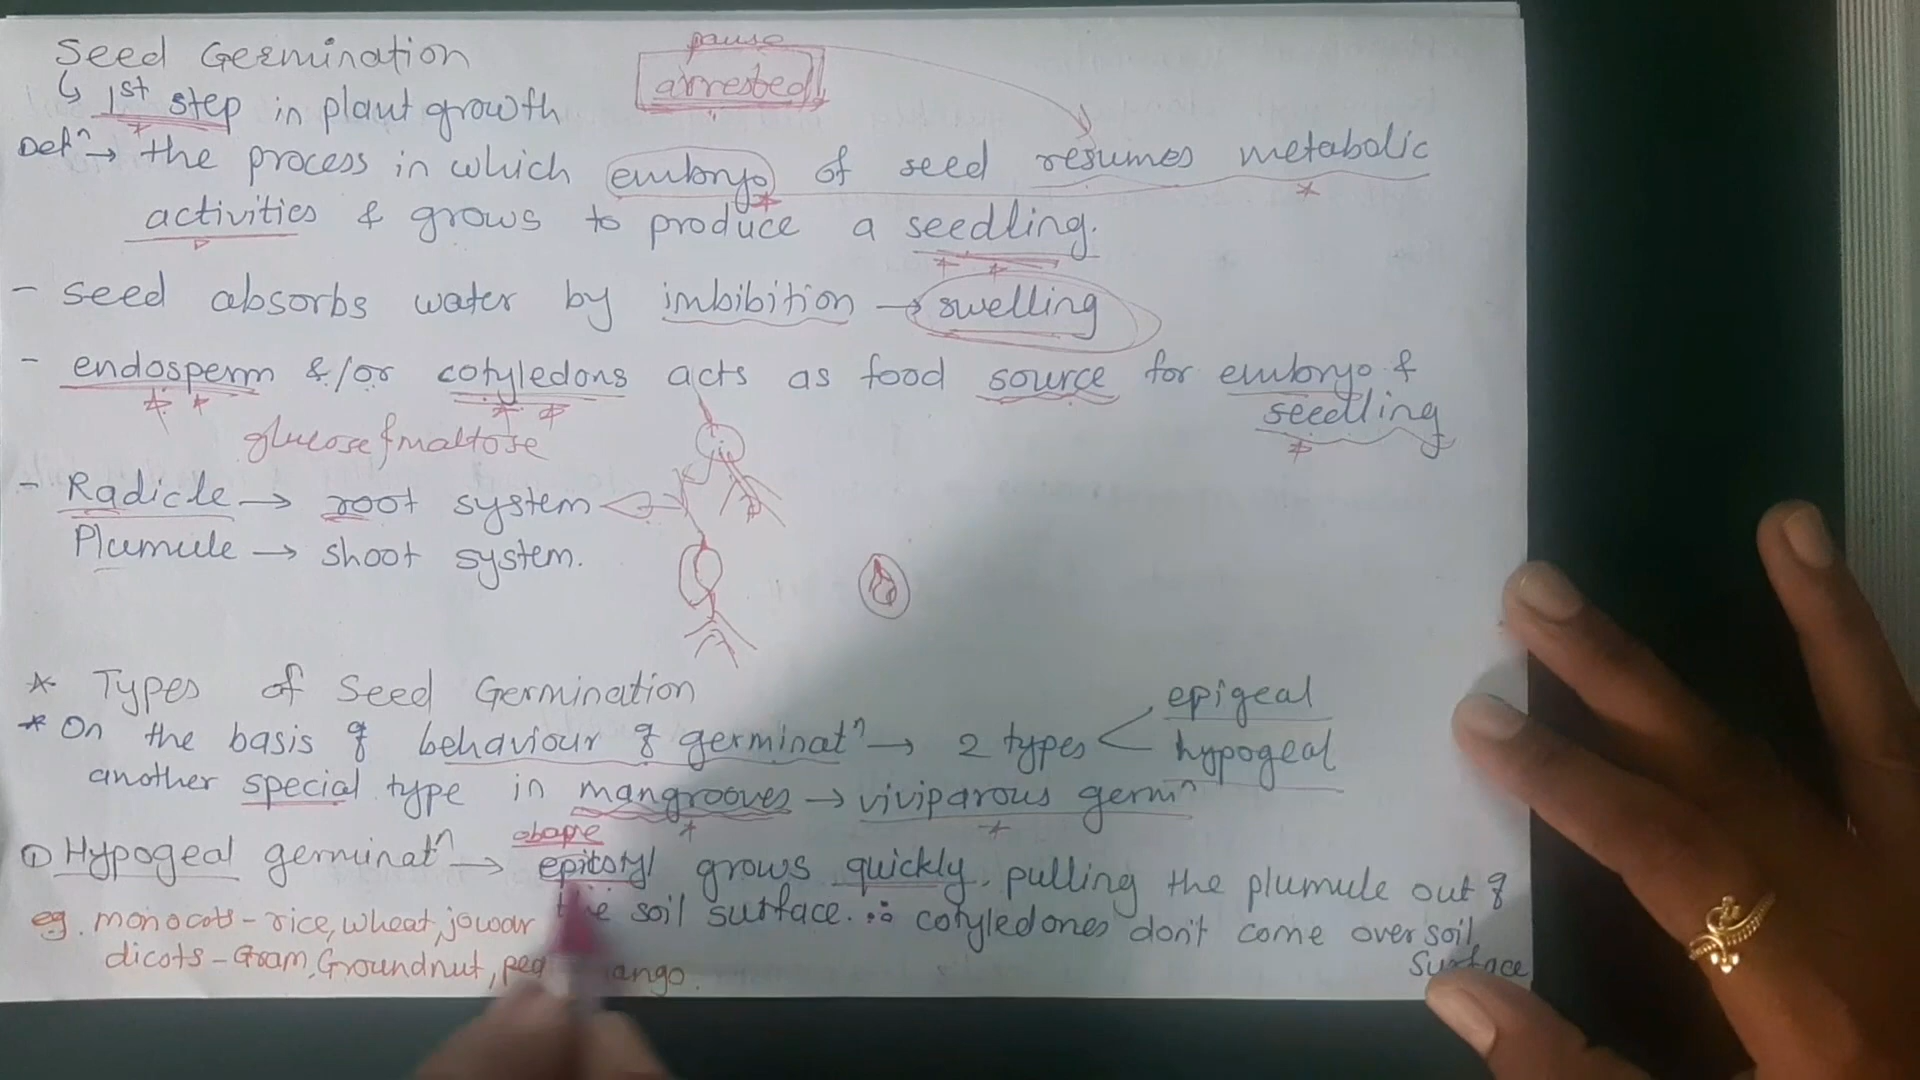 Seed Germination
pause
arrested
↳ 1st step in plant growth
Defⁿ → the process in which embryo of seed resumes metabolic
activities & grows to produce a seedling.
- seed absorbs water by imbibition → swelling
- endosperm &/or cotyledons acts as food source for embryo &
seedling
glucose & maltose
- Radicle → root system
Plumule → shoot system.
* Types of Seed Germination
* On the basis of behaviour of germinatⁿ → 2 types < epigeal
hypogeal
another special type in mangrooves → viviparous germⁿ
above
① Hypogeal germinatⁿ → epicotyl grows quickly, pulling the plumule out of
the soil surface. ∴ cotyledones don't come over soil
surface
eg. monocots - rice, wheat, jowar
dicots - Gram, Groundnut,